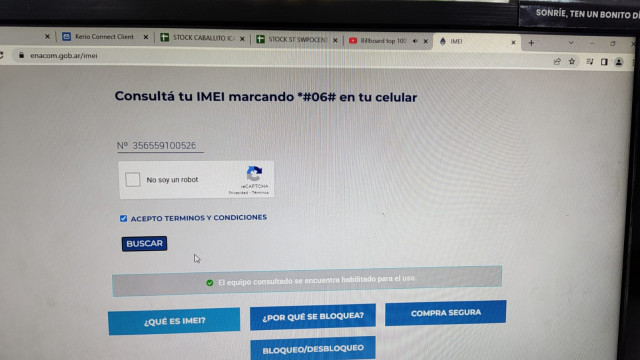 SONRÍE, TEN UN BONITO DÍ
Kerio Connect Client
STOCK CABALLITO
STOCK ST
Billboard top 100
IMEI
enacom.gob.ar/imei
Consultá tu IMEI marcando *#06# en tu celular
Nº 356559100526
No soy un robot
reCAPTCHA
Privacidad - Términos
ACEPTO TERMINOS Y CONDICIONES
BUSCAR
El equipo consultado se encuentra habilitado para el uso.
¿QUÉ ES IMEI?
¿POR QUÉ SE BLOQUEA?
COMPRA SEGURA
BLOQUEO/DESBLOQUEO